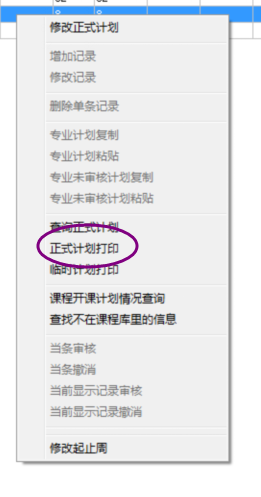 修改正式计划
增加记录
修改记录
删除单条记录
专业计划复制
专业计划粘贴
专业未审核计划复制
专业未审核计划粘贴
查询正式计划
正式计划打印
临时计划打印
课程开课计划情况查询
查找不在课程库里的信息
当条审核
当条撤消
当前显示记录审核
当前显示记录撤消
修改起止周